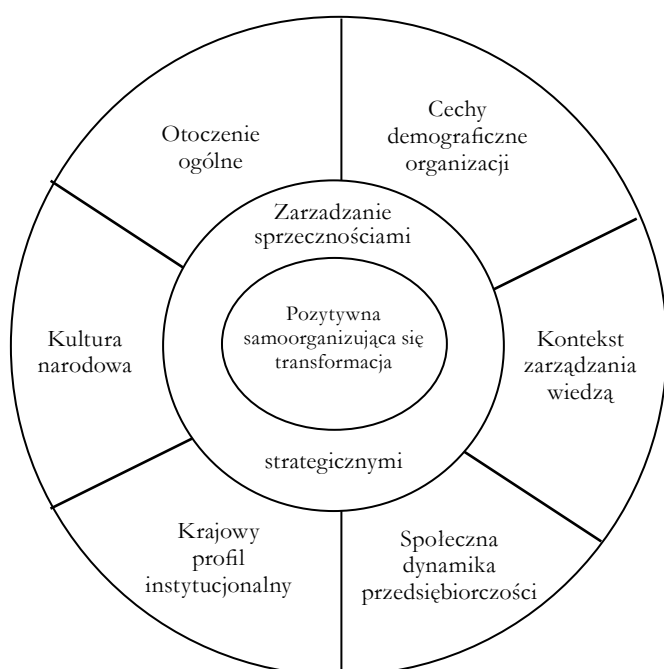 Otoczenie
ogólne
Cechy
demograficzne
organizacji
Zarzadzanie
sprzecznościami
Pozytywna
samoorganizująca się
transformacja
Kultura
narodowa
Kontekst
zarządzania
wiedzą
strategicznymi
Krajowy
profil
instytucjonalny
Społeczna
dynamika
przedsiębiorczości